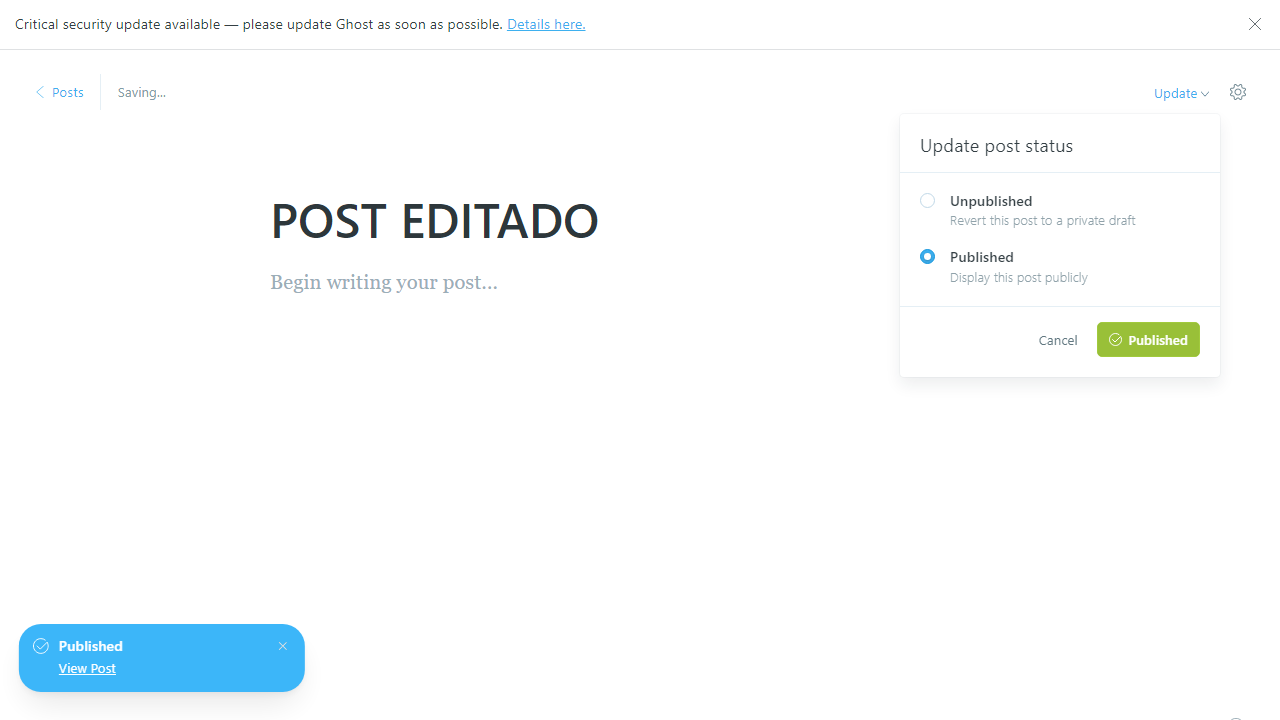 Critical security update available — please update Ghost as soon as possible. Details here.
Posts
Saving...
Update
Update post status
Unpublished
Revert this post to a private draft
Published
Display this post publicly
Cancel
Published
POST EDITADO
Begin writing your post...
Published
View Post